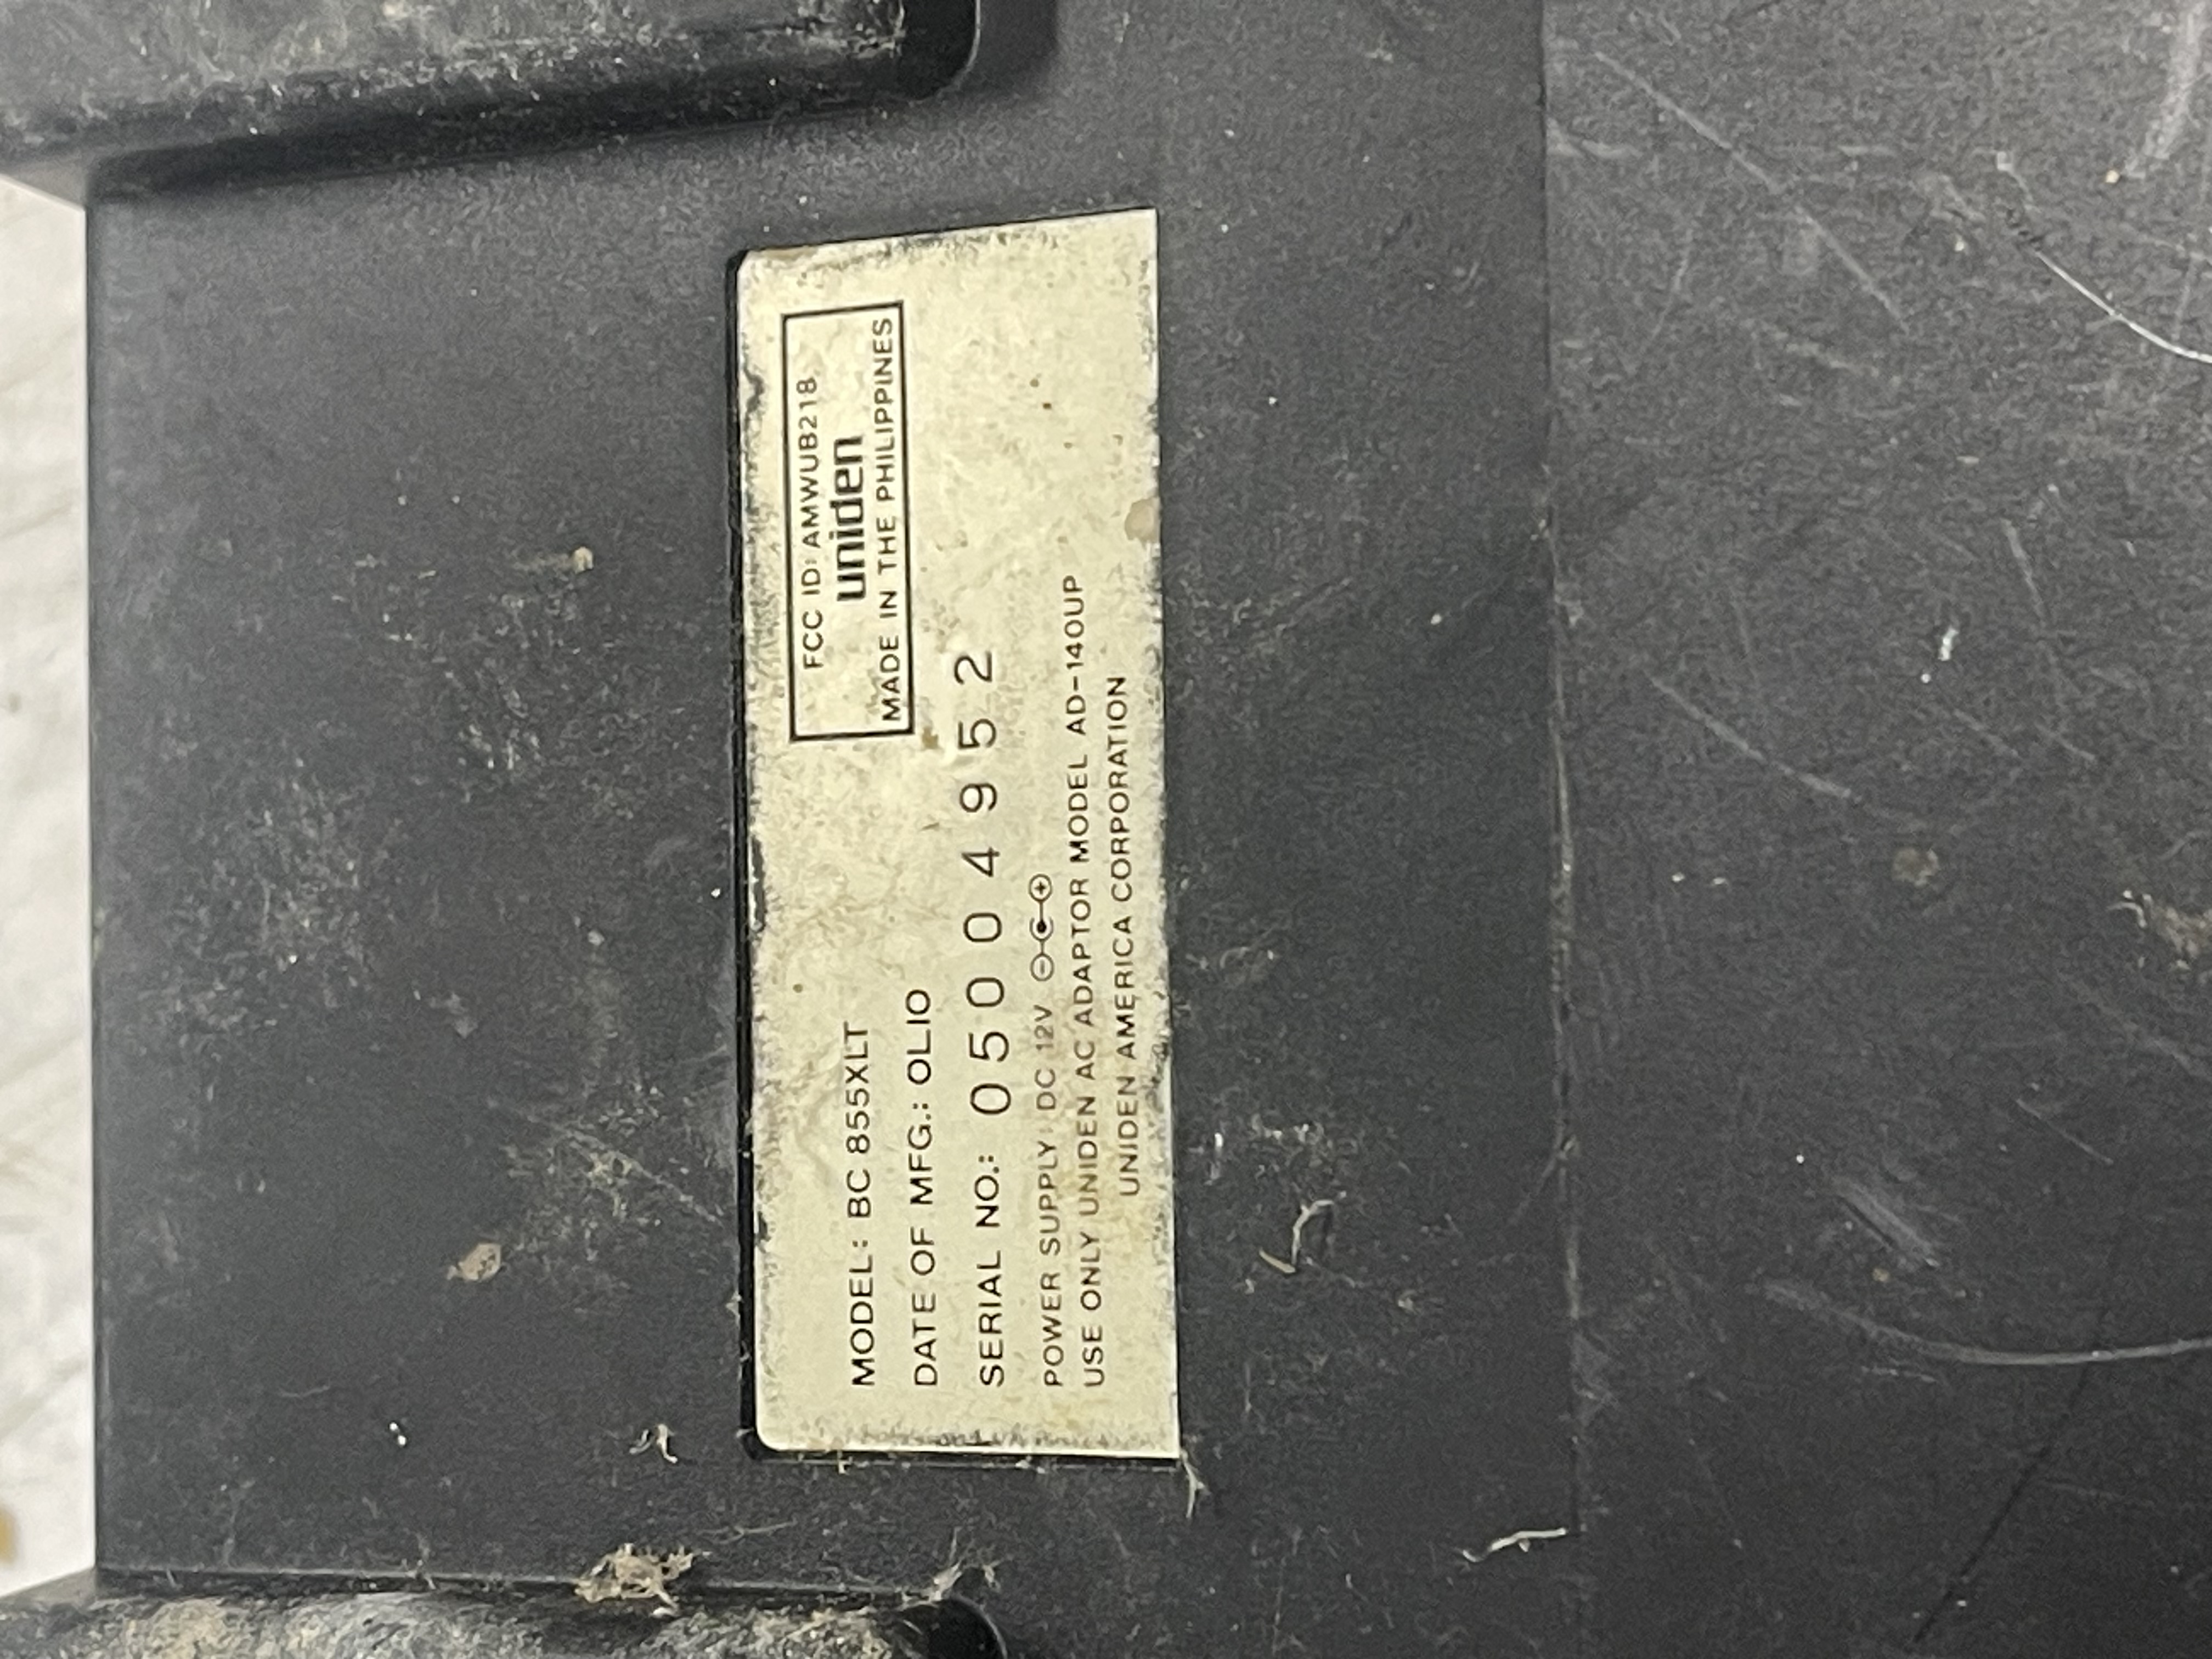 FCC ID: AMWUB218
uniden
MADE IN THE PHILIPPINES
MODEL: BC 855XLT
DATE OF MFG.: OLIO
SERIAL NO.: 05004952
POWER SUPPLY: DC 12V
USE ONLY UNIDEN AC ADAPTOR MODEL AD-140UP
UNIDEN AMERICA CORPORATION